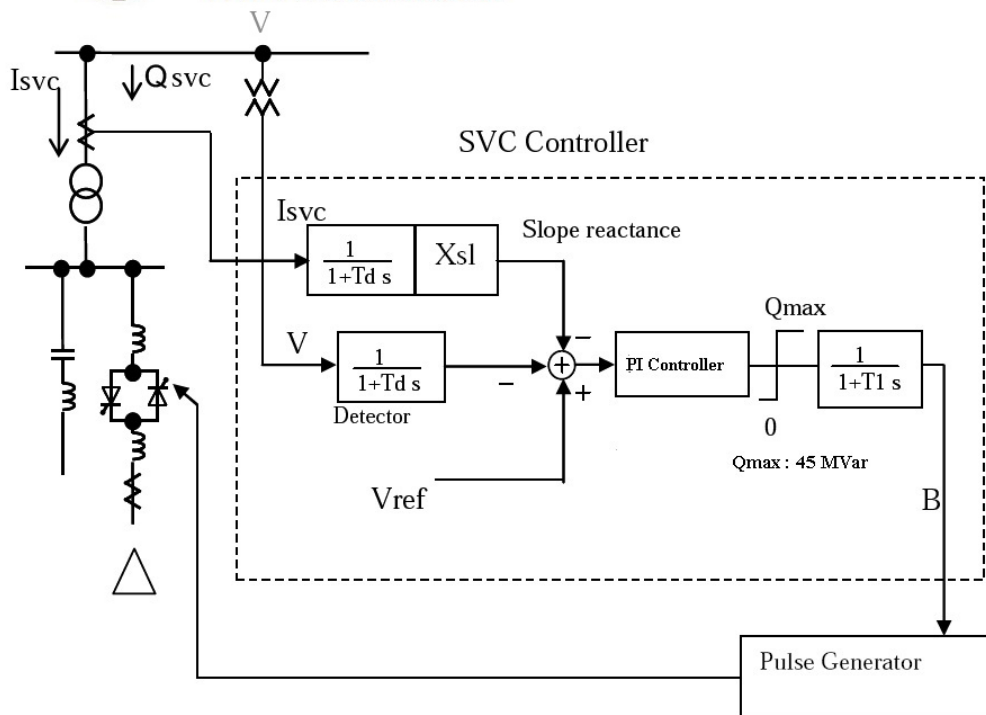 V
Isvc
Qsvc
SVC Controller
Isvc
1
1+Td s
Xsl
Slope reactance
V
1
1+Td s
Detector
−
−
+
+
Vref
PI Controller
Qmax
0
Qmax : 45 MVar
1
1+T1 s
B
Pulse Generator